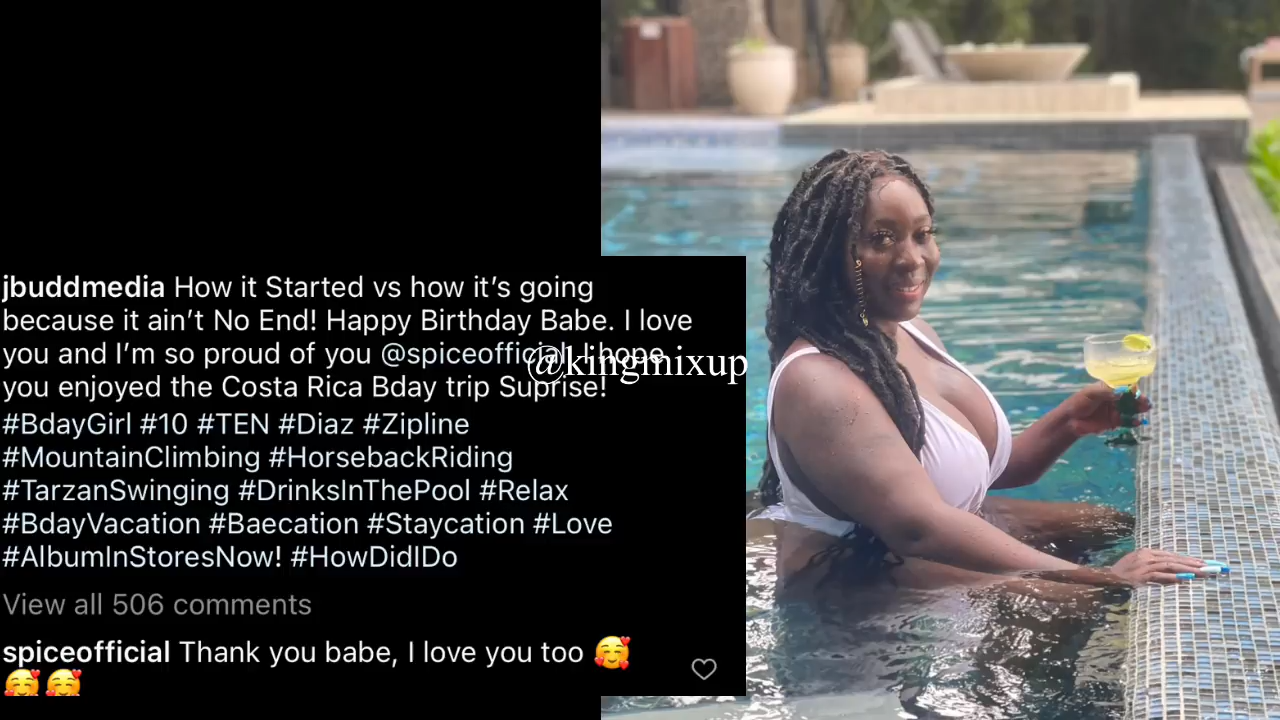 jbuddmedia How it Started vs how it's going
because it ain't No End! Happy Birthday Babe. I love
you and I'm so proud of you @spiceofficial I hope
@kingmixup
you enjoyed the Costa Rica Bday trip Suprise!
#BdayGirl #10 #TEN #Diaz #Zipline
#MountainClimbing #HorsebackRiding
#TarzanSwinging #DrinksInThePool #Relax
#BdayVacation #Baecation #Staycation #Love
#AlbumInStoresNow! #HowDidIDo
View all 506 comments
spiceofficial Thank you babe, I love you too 🥰
🥰🥰